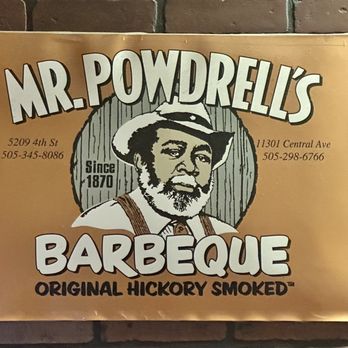 MR. POWDRELL'S
5209 4th St
505-345-8086
11301 Central Ave
505-298-6766
Since
1870
BARBEQUE
ORIGINAL HICKORY SMOKED™